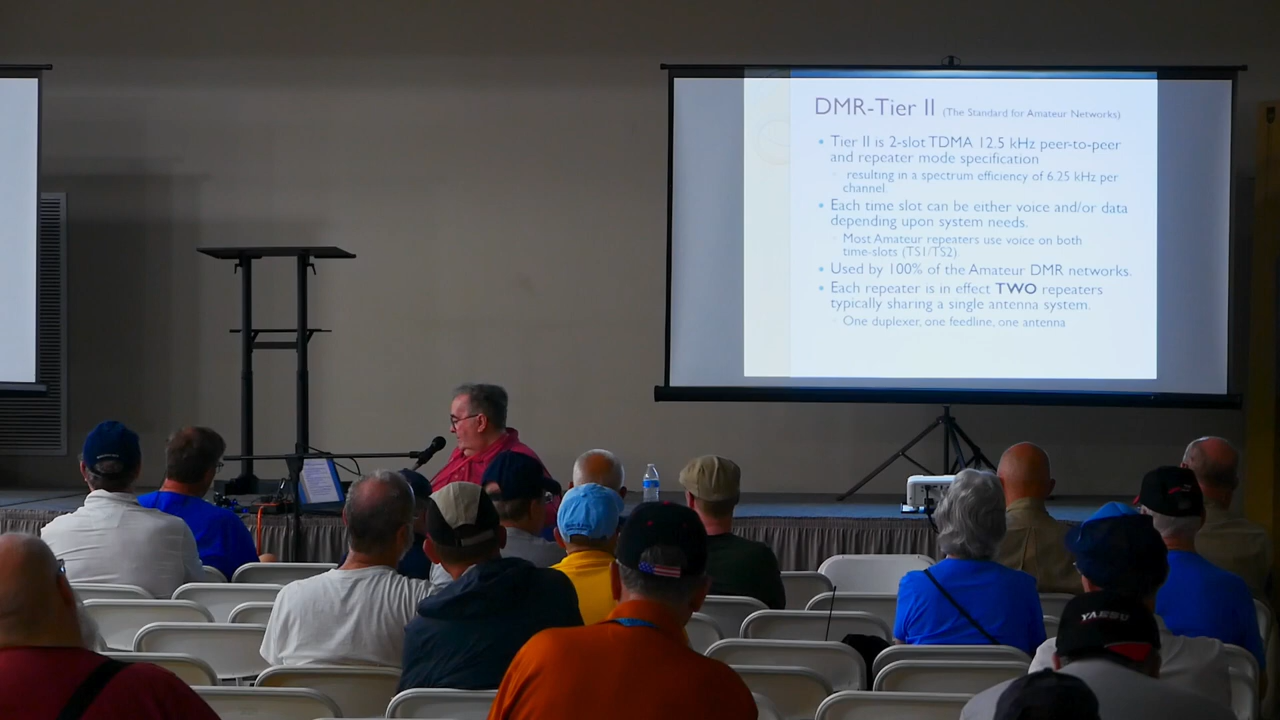 DMR-Tier II (The Standard for Amateur Networks)
Tier II is 2-slot TDMA 12.5 kHz peer-to-peer
and repeater mode specification
resulting in a spectrum efficiency of 6.25 kHz per
channel.
Each time slot can be either voice and/or data
depending upon system needs.
Most Amateur repeaters use voice on both
time-slots (TS1/TS2)
Used by 100% of the Amateur DMR networks.
Each repeater is in effect TWO repeaters
typically sharing a single antenna system.
One duplexer, one feedline, one antenna
YAESU